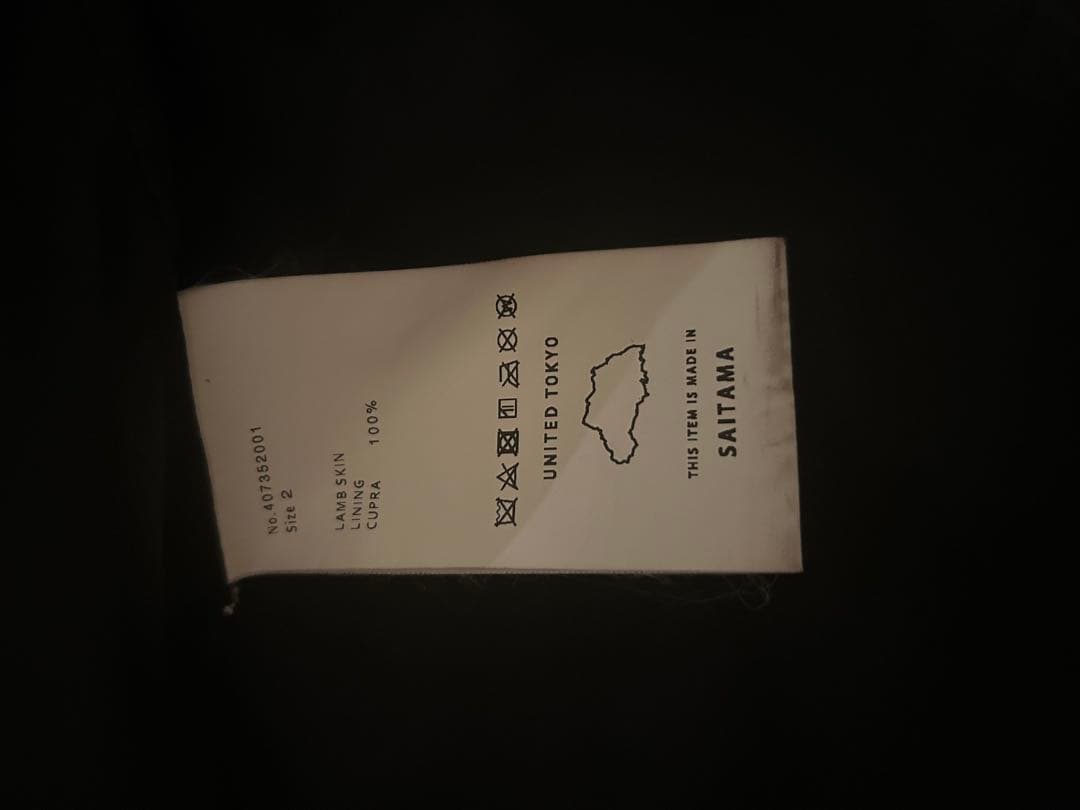 No.407352001
Size 2
LAMB SKIN
LINING
CUPRA 100%
UNITED TOKYO
THIS ITEM IS MADE IN
SAITAMA